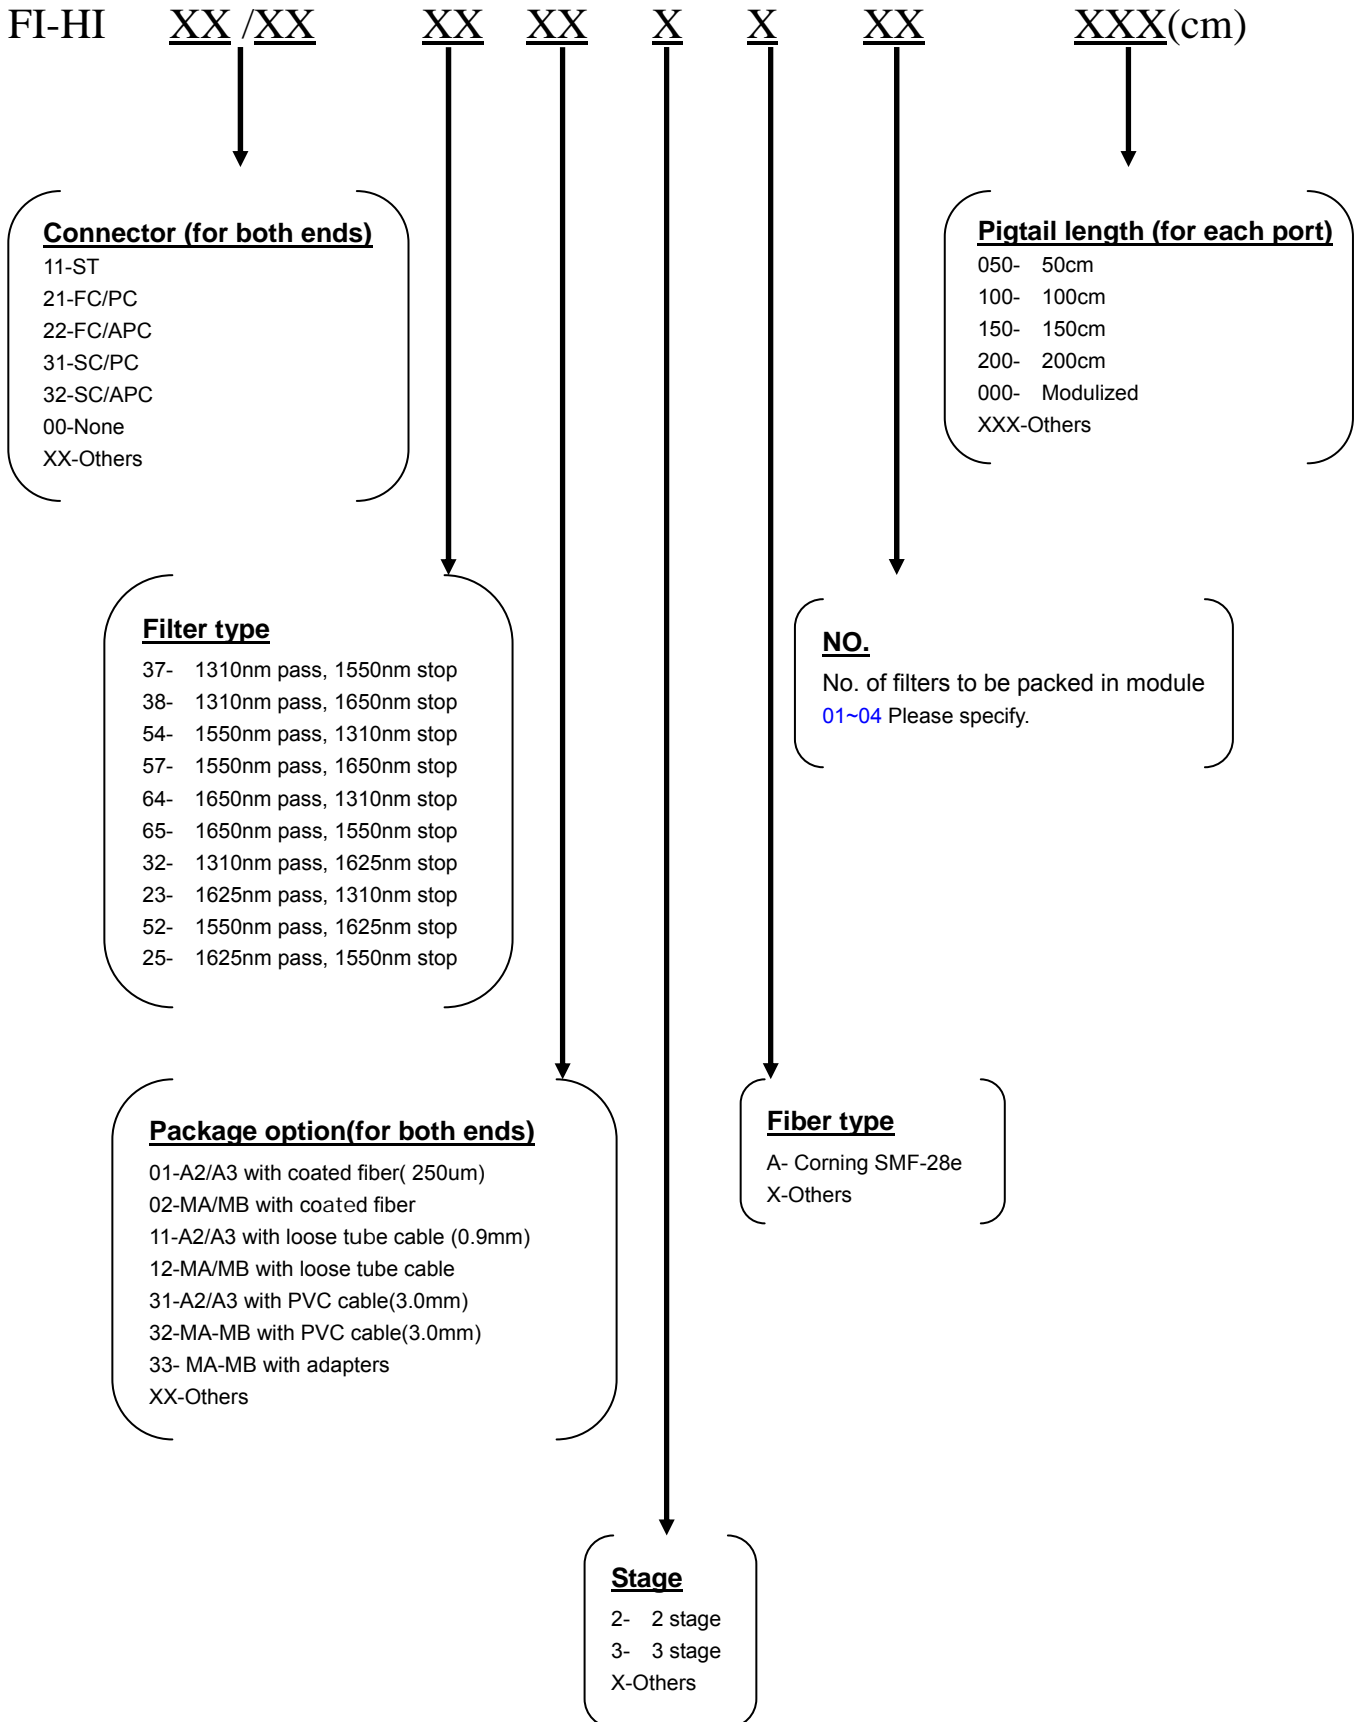 FI-HI XX /XX XX XX X X XX XXX(cm)
Connector (for both ends)
11-ST
21-FC/PC
22-FC/APC
31-SC/PC
32-SC/APC
00-None
XX-Others
Pigtail length (for each port)
050- 50cm
100- 100cm
150- 150cm
200- 200cm
000- Modulized
XXX-Others
Filter type
37- 1310nm pass, 1550nm stop
38- 1310nm pass, 1650nm stop
54- 1550nm pass, 1310nm stop
57- 1550nm pass, 1650nm stop
64- 1650nm pass, 1310nm stop
65- 1650nm pass, 1550nm stop
32- 1310nm pass, 1625nm stop
23- 1625nm pass, 1310nm stop
52- 1550nm pass, 1625nm stop
25- 1625nm pass, 1550nm stop
NO.
No. of filters to be packed in module
01~04 Please specify.
Package option(for both ends)
01-A2/A3 with coated fiber( 250um)
02-MA/MB with coated fiber
11-A2/A3 with loose tube cable (0.9mm)
12-MA/MB with loose tube cable
31-A2/A3 with PVC cable(3.0mm)
32-MA-MB with PVC cable(3.0mm)
33- MA-MB with adapters
XX-Others
Fiber type
A- Corning SMF-28e
X-Others
Stage
2- 2 stage
3- 3 stage
X-Others